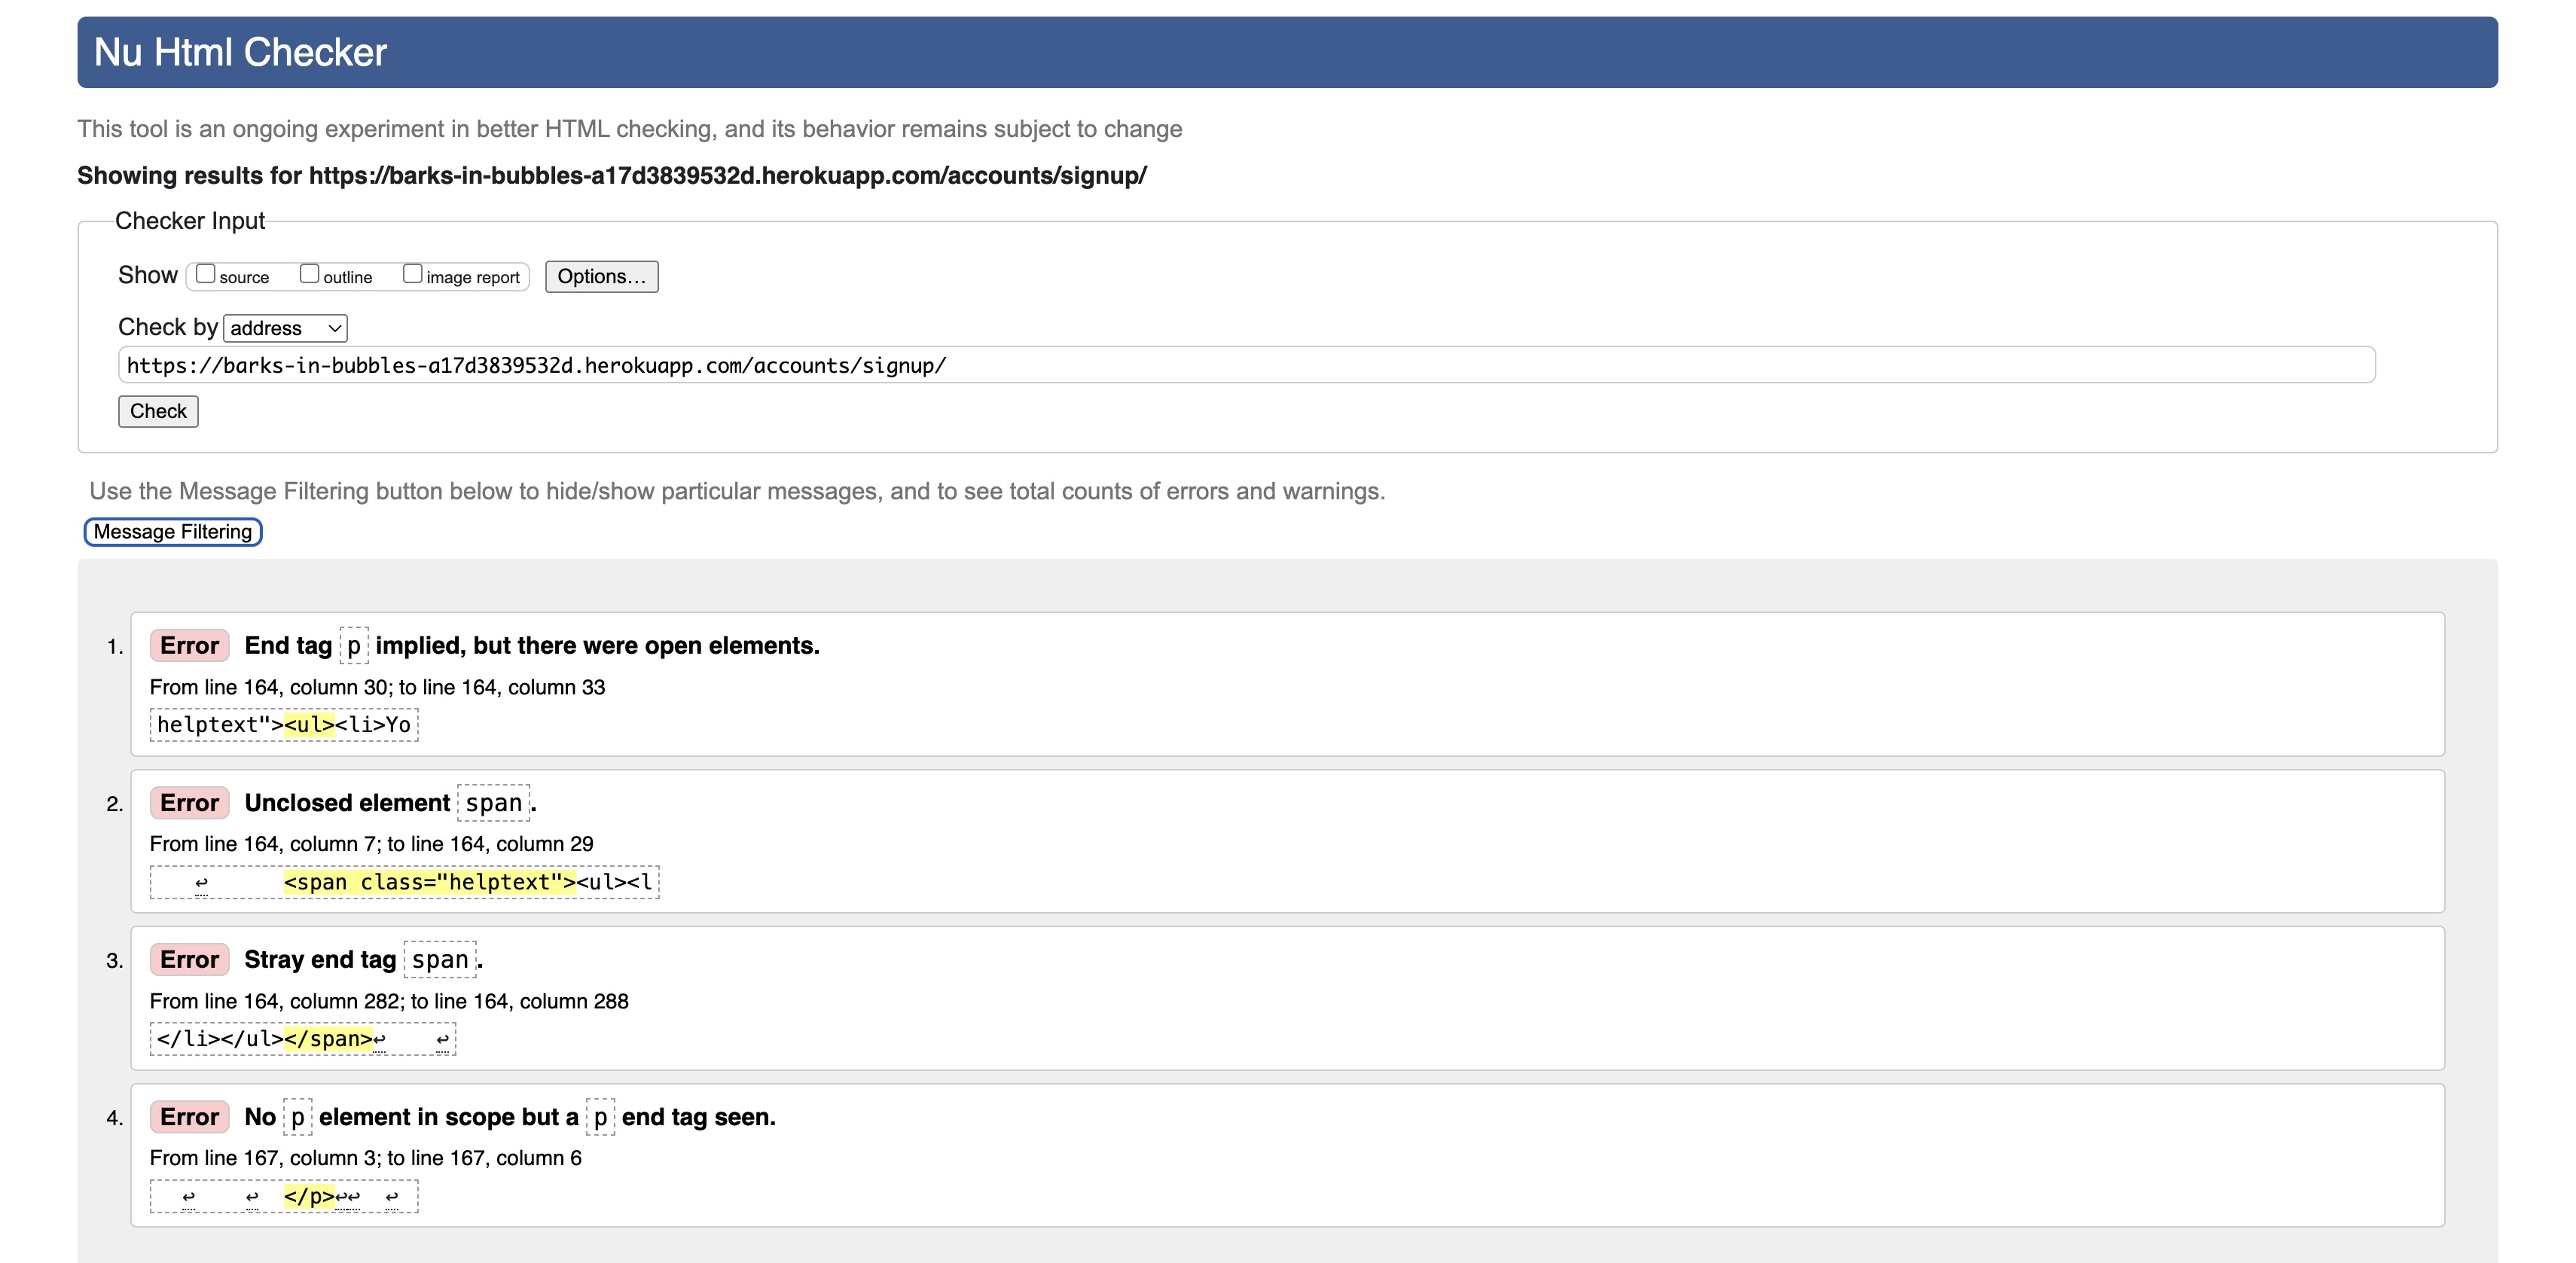 Nu Html Checker
This tool is an ongoing experiment in better HTML checking, and its behavior remains subject to change
Showing results for https://barks-in-bubbles-a17d3839532d.herokuapp.com/accounts/signup/
Checker Input
Show source outline image report Options...
Check by address
https://barks-in-bubbles-a17d3839532d.herokuapp.com/accounts/signup/
Check
Use the Message Filtering button below to hide/show particular messages, and to see total counts of errors and warnings.
Message Filtering
1. Error End tag p implied, but there were open elements.
From line 164, column 30; to line 164, column 33
helptext"><ul><li>Yo
2. Error Unclosed element span.
From line 164, column 7; to line 164, column 29
↩ <span class="helptext"><ul><l
3. Error Stray end tag span.
From line 164, column 282; to line 164, column 288
</li></ul></span>↩ ↩
4. Error No p element in scope but a p end tag seen.
From line 167, column 3; to line 167, column 6
↩ ↩ </p>↩↩ ↩